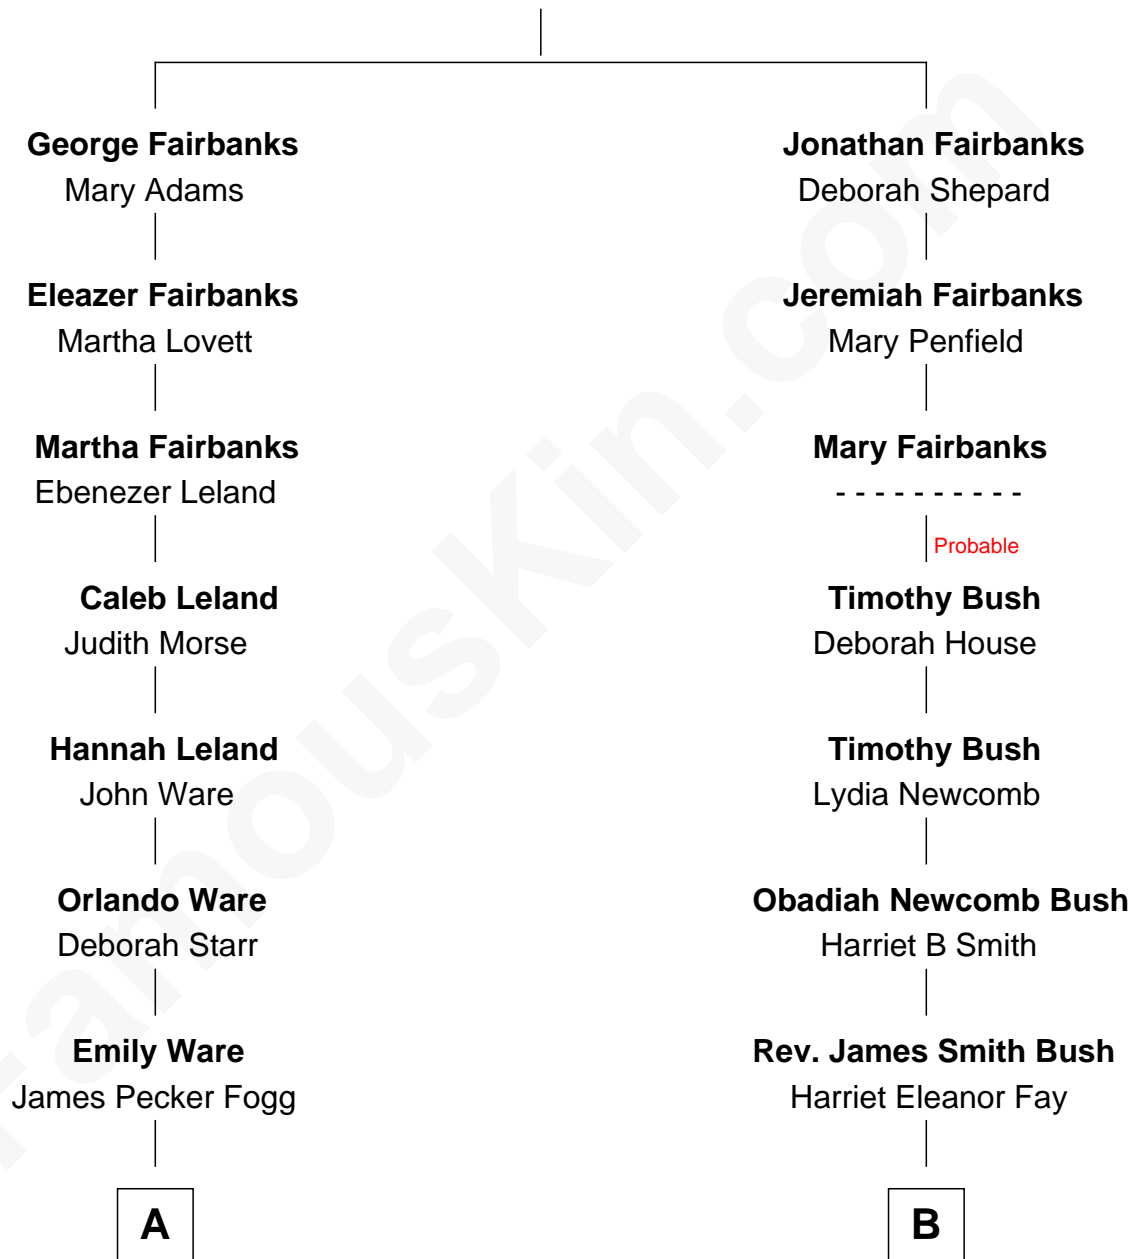 George Fairbanks
Mary Adams
Jonathan Fairbanks
Deborah Shepard
Eleazer Fairbanks
Martha Lovett
Jeremiah Fairbanks
Mary Penfield
Martha Fairbanks
Ebenezer Leland
Mary Fairbanks
- - - - - - - - - -
Probable
Caleb Leland
Judith Morse
Timothy Bush
Deborah House
Hannah Leland
John Ware
Timothy Bush
Lydia Newcomb
Orlando Ware
Deborah Starr
Obadiah Newcomb Bush
Harriet B Smith
Emily Ware
James Pecker Fogg
Rev. James Smith Bush
Harriet Eleanor Fay
A
B
FamousKin.com